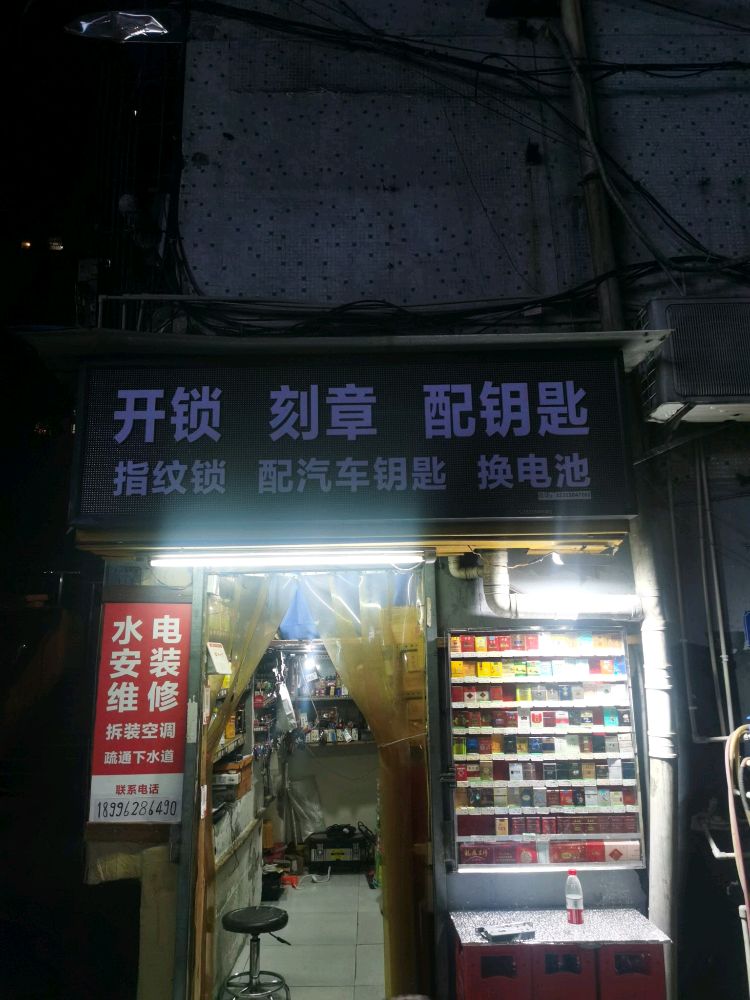 开锁 刻章 配钥匙
指纹锁 配汽车钥匙 换电池
水电
安装
维修
拆装空调
疏通下水道
联系电话
18996286490